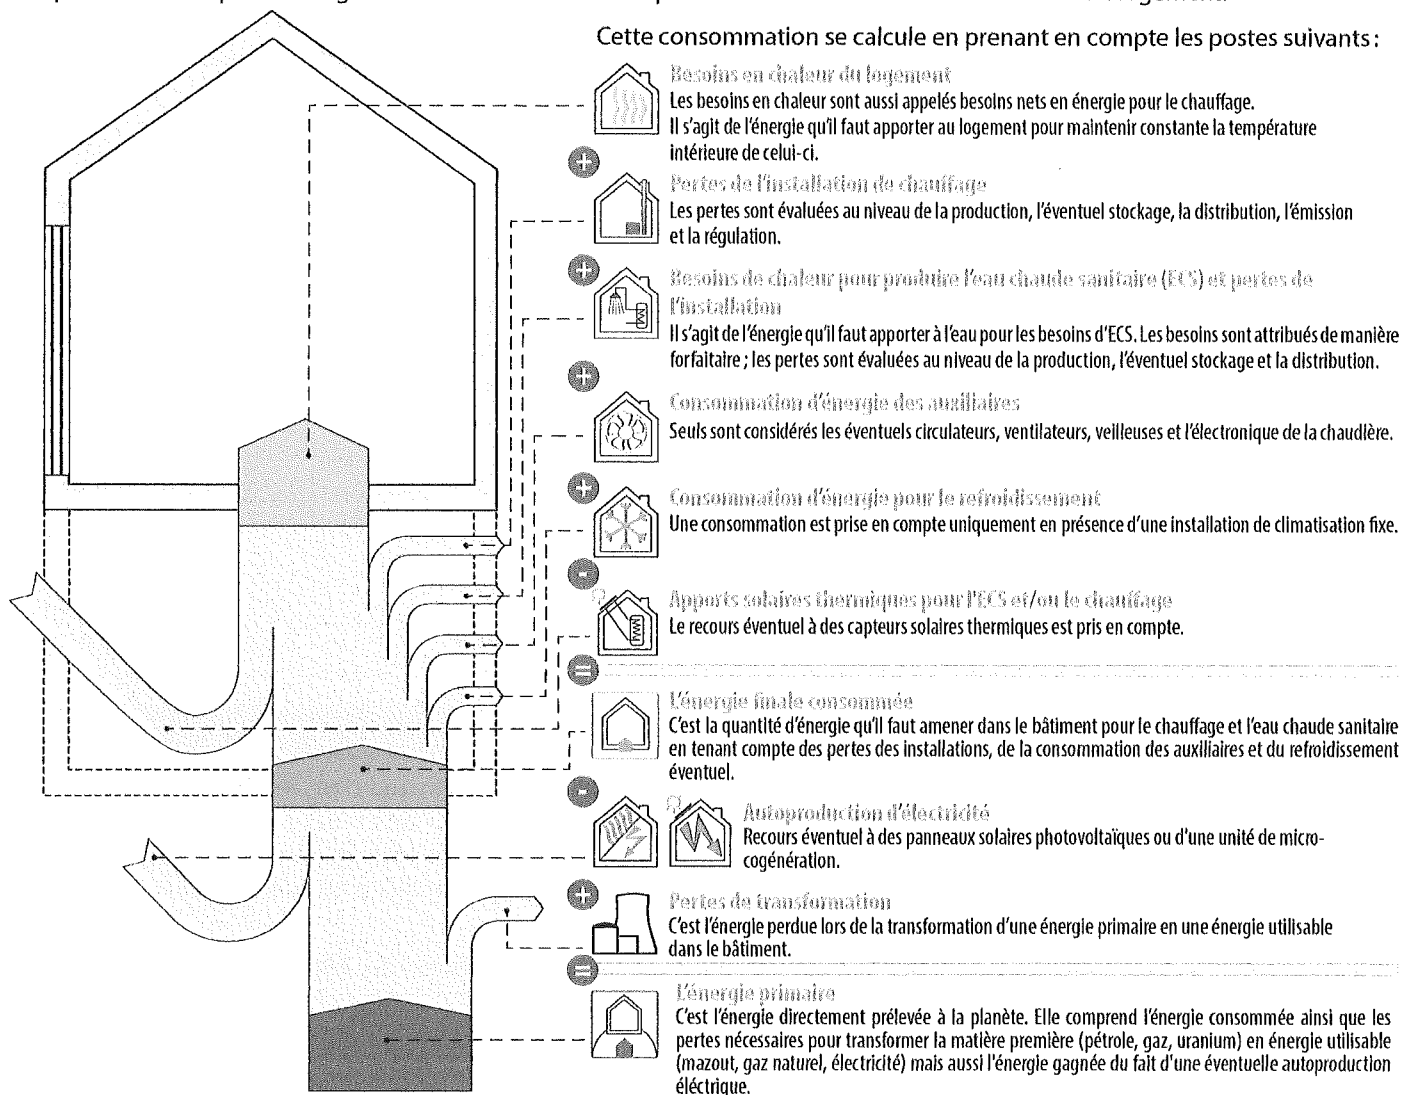 Cette consommation se calcule en prenant en compte les postes suivants :
Besoins en chaleur du logement
Les besoins en chaleur sont aussi appelés besoins nets en énergie pour le chauffage.
Il s'agit de l'énergie qu'il faut apporter au logement pour maintenir constante la température
intérieure de celui-ci.
+
Pertes de l'installation de chauffage
Les pertes sont évaluées au niveau de la production, l'éventuel stockage, la distribution, l'émission
et la régulation.
+
Besoins de chaleur pour produire l'eau chaude sanitaire (ECS) et pertes de
l'installation
Il s'agit de l'énergie qu'il faut apporter à l'eau pour les besoins d'ECS. Les besoins sont attribués de manière
forfaitaire ; les pertes sont évaluées au niveau de la production, l'éventuel stockage et la distribution.
+
Consommation d'énergie des auxiliaires
Seuls sont considérés les éventuels circulateurs, ventilateurs, veilleuses et l'électronique de la chaudière.
+
Consommation d'énergie pour le refroidissement
Une consommation est prise en compte uniquement en présence d'une installation de climatisation fixe.
-
Apports solaires thermiques pour l'ECS et/ou le chauffage
Le recours éventuel à des capteurs solaires thermiques est pris en compte.
=
L'énergie finale consommée
C'est la quantité d'énergie qu'il faut amener dans le bâtiment pour le chauffage et l'eau chaude sanitaire
en tenant compte des pertes des installations, de la consommation des auxiliaires et du refroidissement
éventuel.
-
Autoproduction d'électricité
Recours éventuel à des panneaux solaires photovoltaïques ou d'une unité de micro-
cogénération.
+
Pertes de transformation
C'est l'énergie perdue lors de la transformation d'une énergie primaire en une énergie utilisable
dans le bâtiment.
=
L'énergie primaire
C'est l'énergie directement prélevée à la planète. Elle comprend l'énergie consommée ainsi que les
pertes nécessaires pour transformer la matière première (pétrole, gaz, uranium) en énergie utilisable
(mazout, gaz naturel, électricité) mais aussi l'énergie gagnée du fait d'une éventuelle autoproduction
électrique.